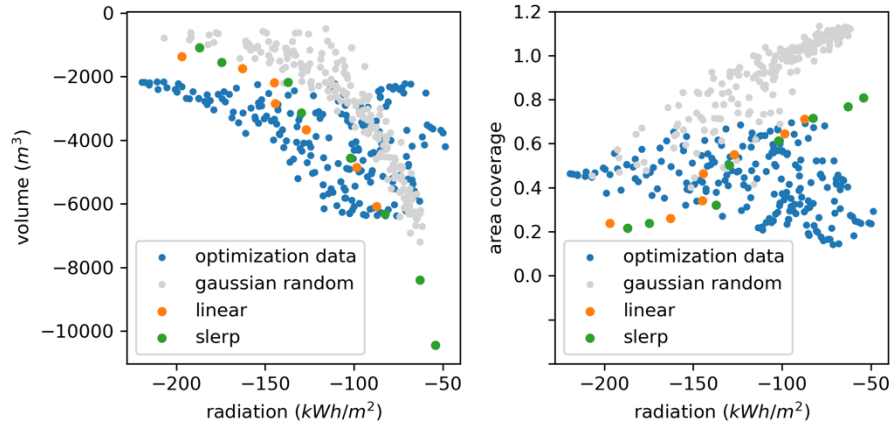 0
−2000
−4000
−6000
−8000
−10000
volume (m³)
optimization data
gaussian random
linear
slerp
−200
−150
−100
−50
radiation (kWh/m²)
1.2
1.0
0.8
0.6
0.4
0.2
0.0
area coverage
optimization data
gaussian random
linear
slerp
−200
−150
−100
−50
radiation (kWh/m²)